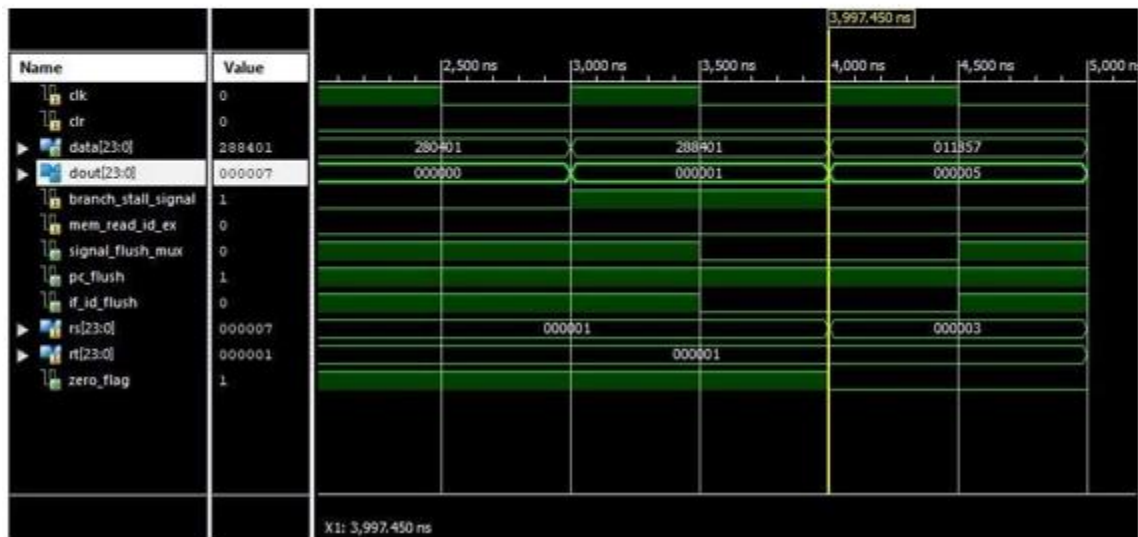 3,997.450 ns
Name Value 2,500 ns 3,000 ns 3,500 ns 4,000 ns 4,500 ns 5,000 n
clk 0
clr 0
data[23:0] 288401 280401 288401 011857
dout[23:0] 000007 000000 000001 000005
branch_stall_signal 1
mem_read_id_ex 0
signal_flush_mux 0
pc_flush 1
if_id_flush 0
rs[23:0] 000007 000001 000003
rt[23:0] 000001 000001
zero_flag 1
X1: 3,997.450 ns